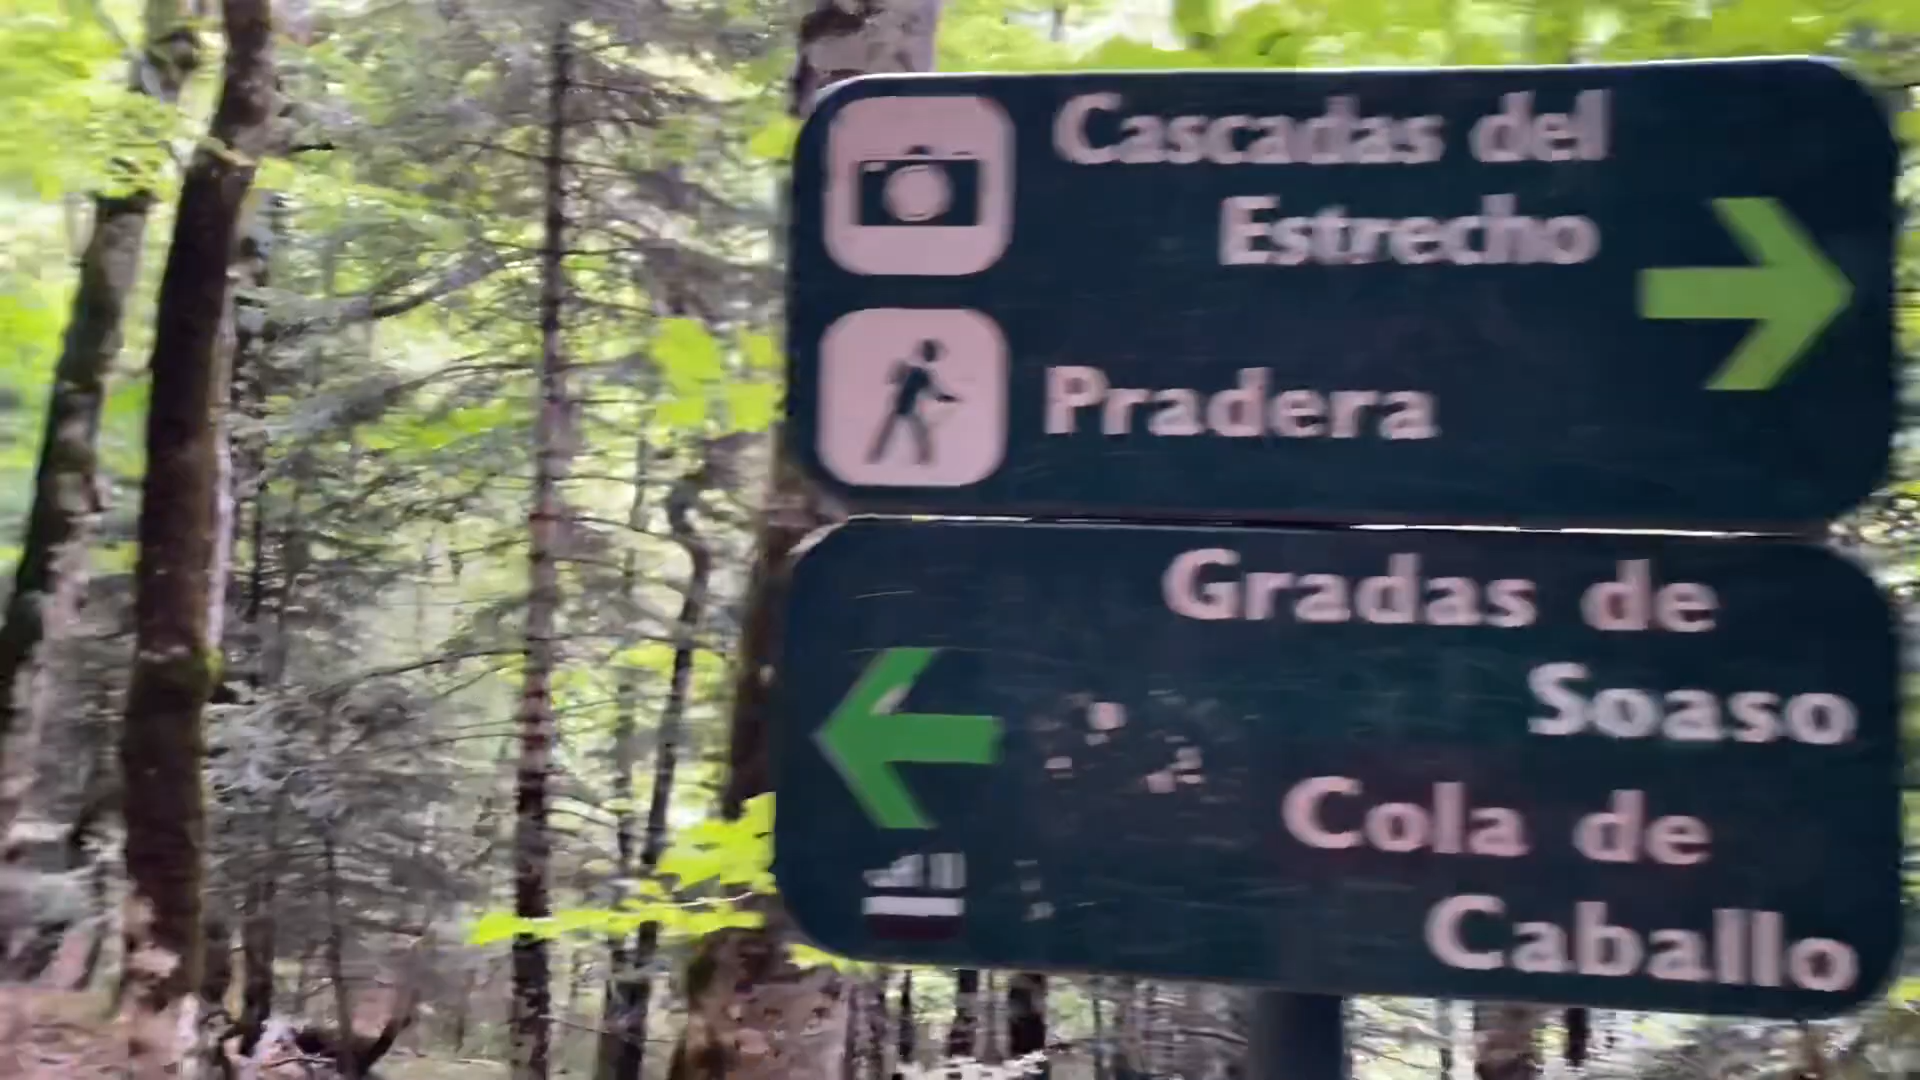 Cascadas del
Estrecho
Pradera
Gradas de
Soaso
Cola de
Caballo